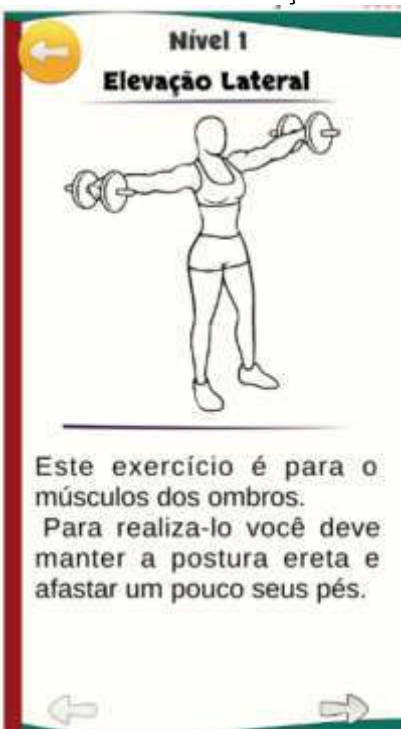 Nível 1
Elevação Lateral
Este exercício é para o
músculos dos ombros.
Para realiza-lo você deve
manter a postura ereta e
afastar um pouco seus pés.